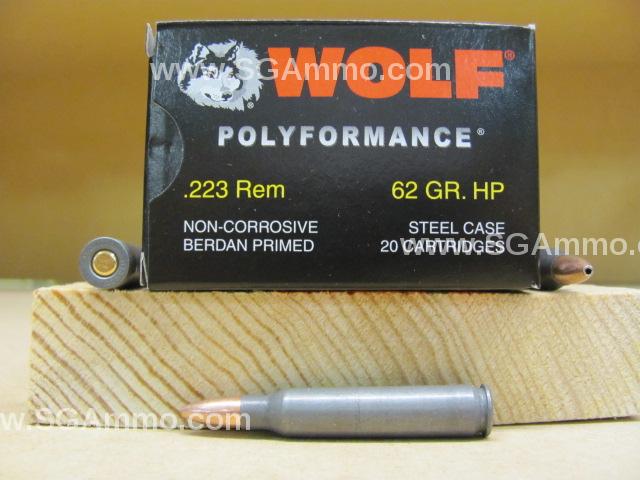 www.SGAmmo.com
WOLF®
POLYFORMANCE®
.223 Rem 62 GR. HP
NON-CORROSIVE STEEL CASE
BERDAN PRIMED 20 CARTRIDGES
www.SGAmmo.com
www.SGAmmo.com